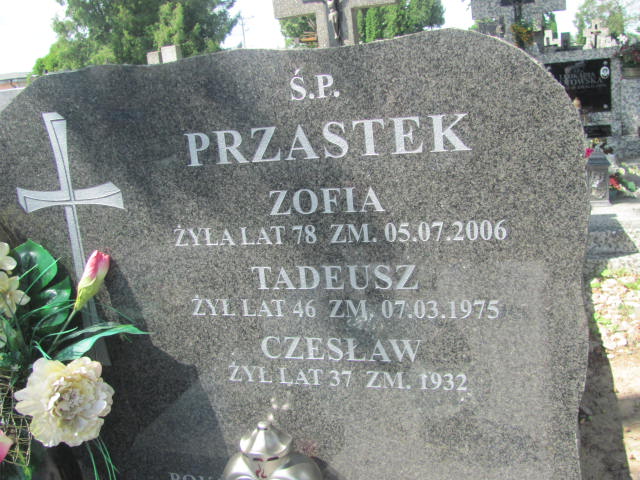 Ś.P.
PRZASTEK
ZOFIA
ŻYŁA LAT 78 ZM. 05.07.2006
TADEUSZ
ŻYŁ LAT 46 ZM, 07.03.1975
CZESŁAW
ŻYŁ LAT 37 ZM. 1932